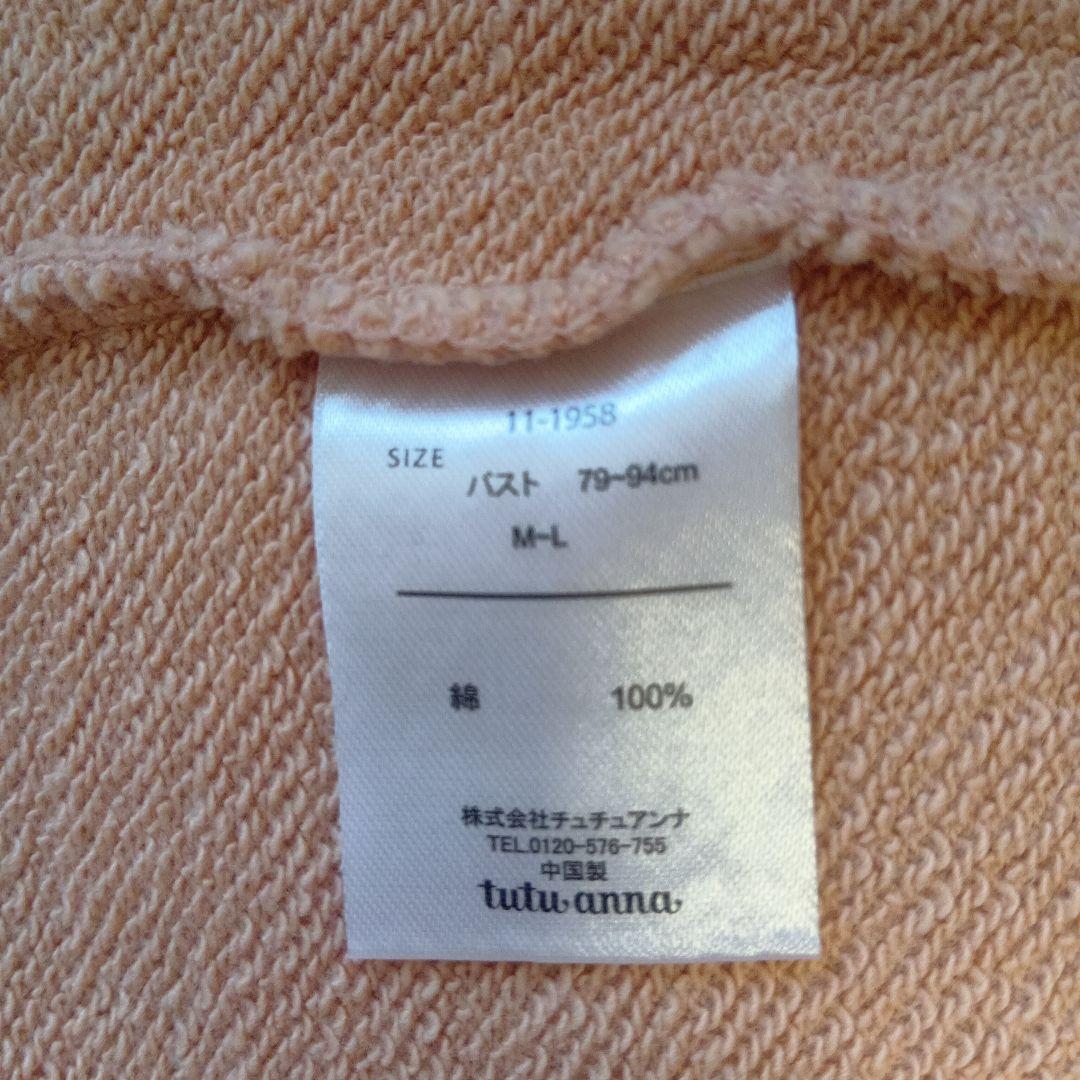 11-1958
SIZE
バスト 79~94cm
M-L
綿 100%
株式会社チュチュアンナ
TEL.0120-576-755
中国製
tutu anna